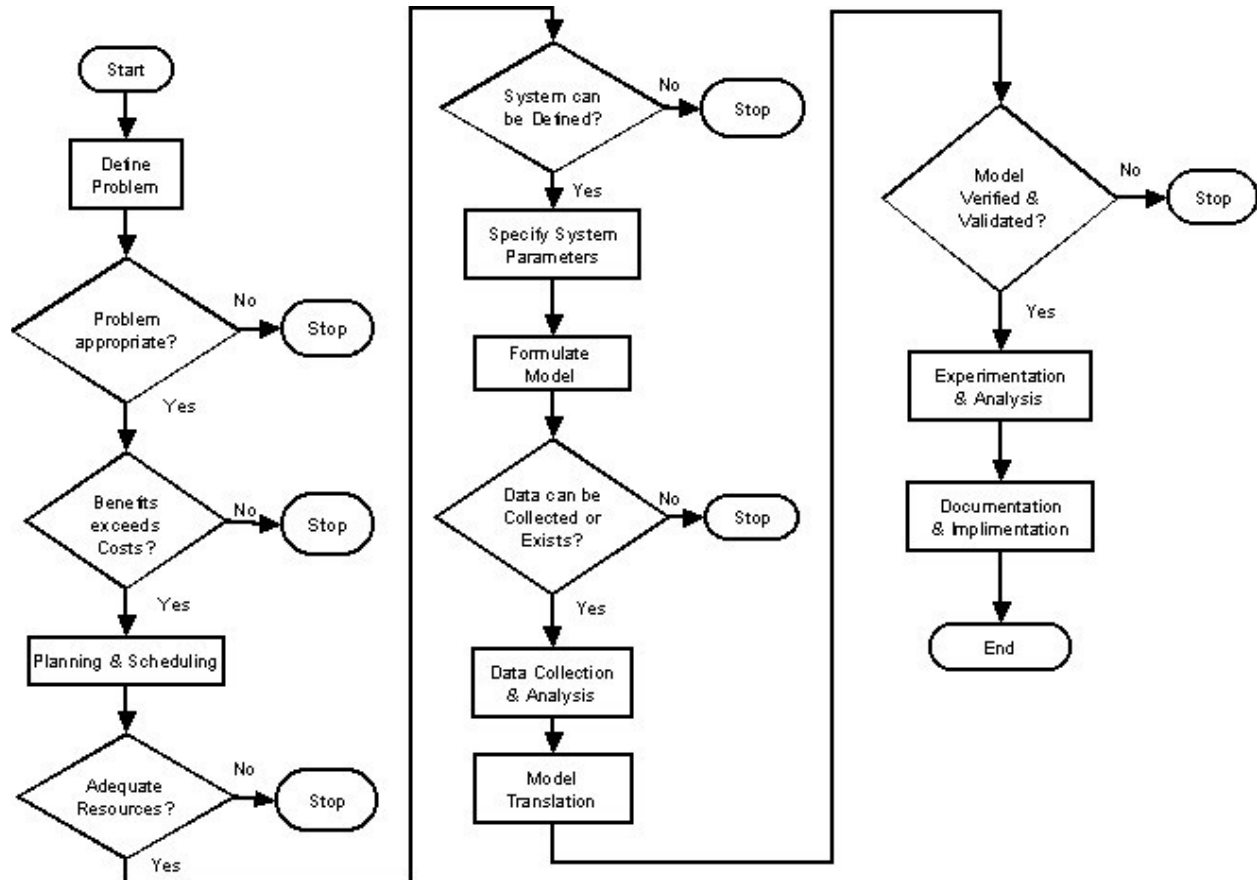 Start
Define
Problem
Problem
appropriate?
No
Stop
Yes
Benefits
exceeds
Costs?
No
Stop
Yes
Planning & Scheduling
Adequate
Resources?
No
Stop
Yes
System can
be Defined?
No
Stop
Yes
Specify System
Parameters
Formulate
Model
Data can be
Collected or
Exists?
No
Stop
Yes
Data Collection
& Analysis
Model
Translation
Model
Verified &
Validated?
No
Stop
Yes
Experimentation
& Analysis
Documentation
& Implimentation
End